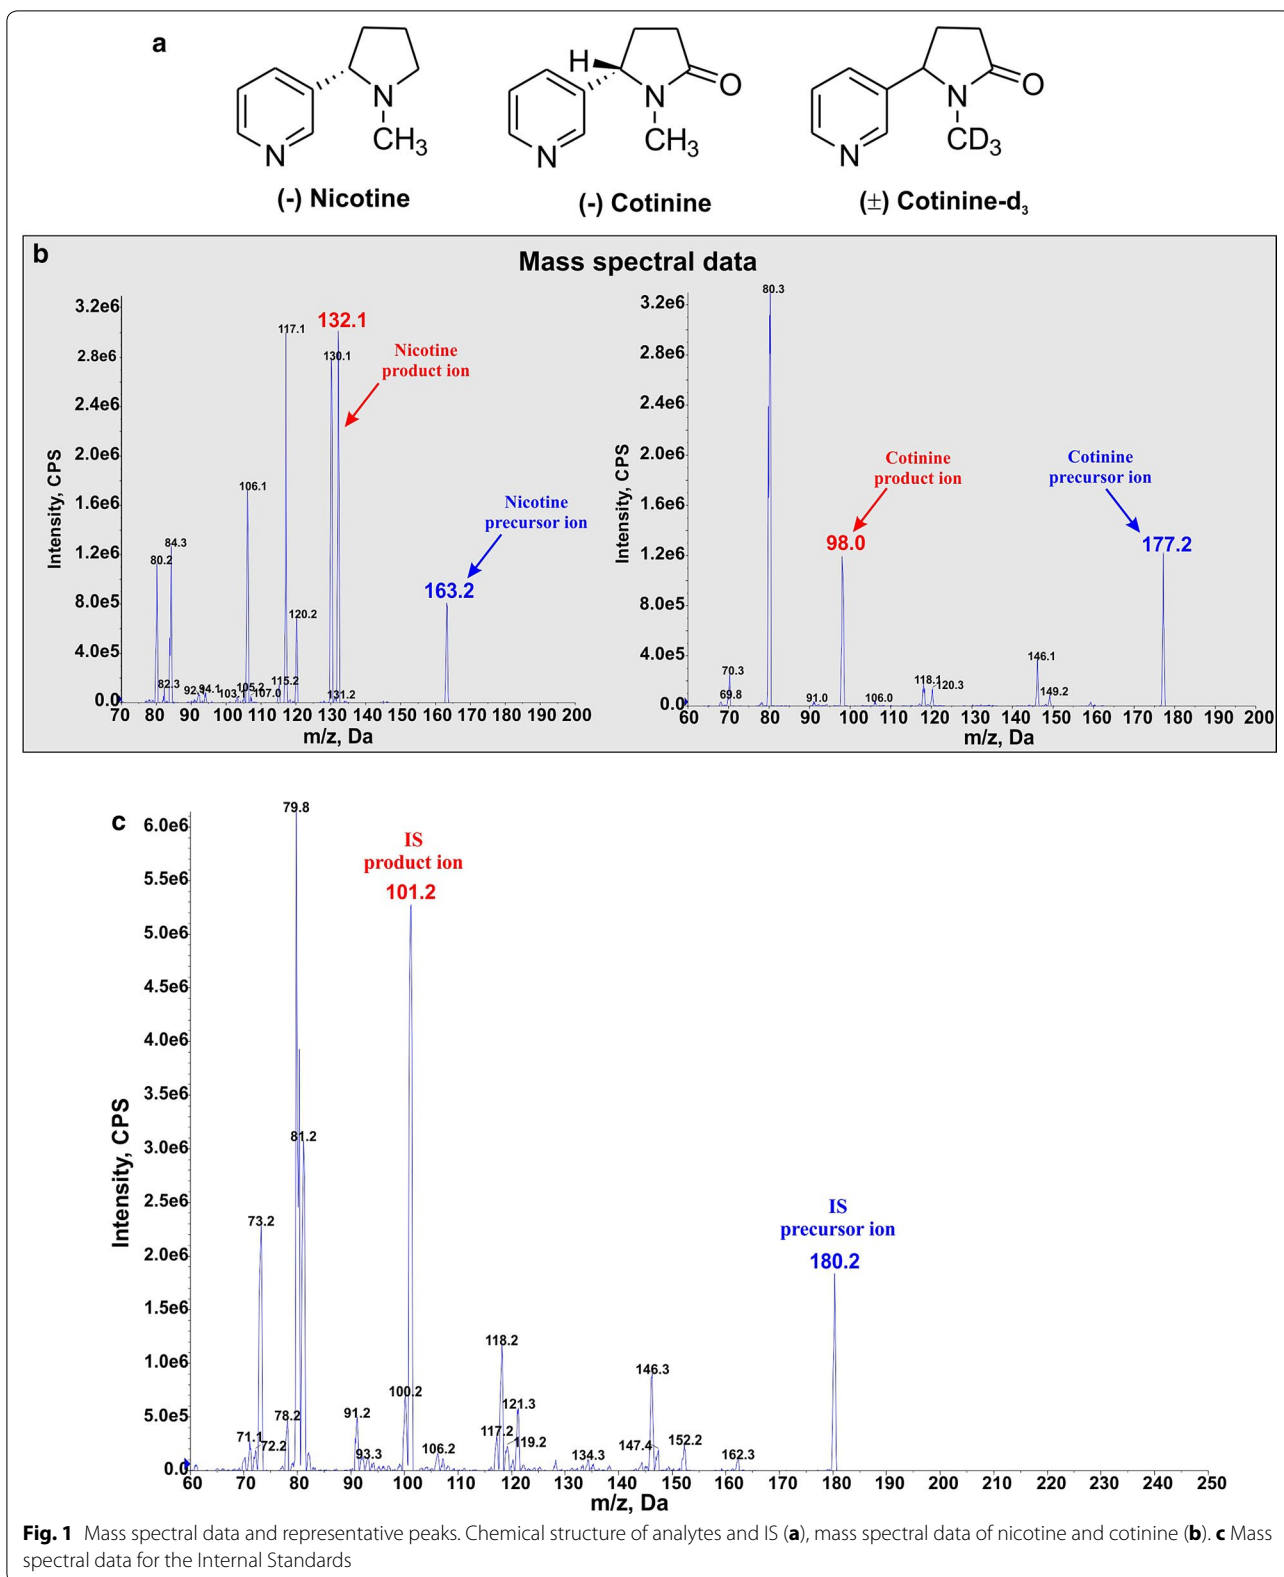 a
N
N
CH3
(-) Nicotine
H
N
N
O
CH3
(-) Cotinine
N
N
O
CD3
(±) Cotinine-d3
b
Mass spectral data
Intensity, CPS
3.2e6
2.8e6
2.4e6
2.0e6
1.6e6
1.2e6
8.0e5
4.0e5
0.0
132.1
117.1
130.1
Nicotine
product ion
106.1
84.3
80.2
120.2
Nicotine
precursor ion
163.2
82.3
94.1
105.2
107.0
115.2
131.2
70 80 90 100 110 120 130 140 150 160 170 180 190 200
m/z, Da
Intensity, CPS
3.2e6
2.8e6
2.4e6
2.0e6
1.6e6
1.2e6
8.0e5
4.0e5
0.0
80.3
Cotinine
product ion
98.0
Cotinine
precursor ion
177.2
70.3
69.8
91.0
106.0
118.1
120.3
146.1
149.2
60 70 80 90 100 110 120 130 140 150 160 170 180 190 200
m/z, Da
c
Intensity, CPS
6.0e6
5.5e6
5.0e6
4.5e6
4.0e6
3.5e6
3.0e6
2.5e6
2.0e6
1.5e6
1.0e6
5.0e5
0.0
79.8
IS
product ion
101.2
81.2
73.2
IS
precursor ion
180.2
118.2
146.3
100.2
121.3
91.2
78.2
71.1
72.2
93.3
106.2
117.2
119.2
134.3
147.4
152.2
162.3
60 70 80 90 100 110 120 130 140 150 160 170 180 190 200 210 220 230 240 250
m/z, Da
Fig. 1 Mass spectral data and representative peaks. Chemical structure of analytes and IS (a), mass spectral data of nicotine and cotinine (b). c Mass
spectral data for the Internal Standards